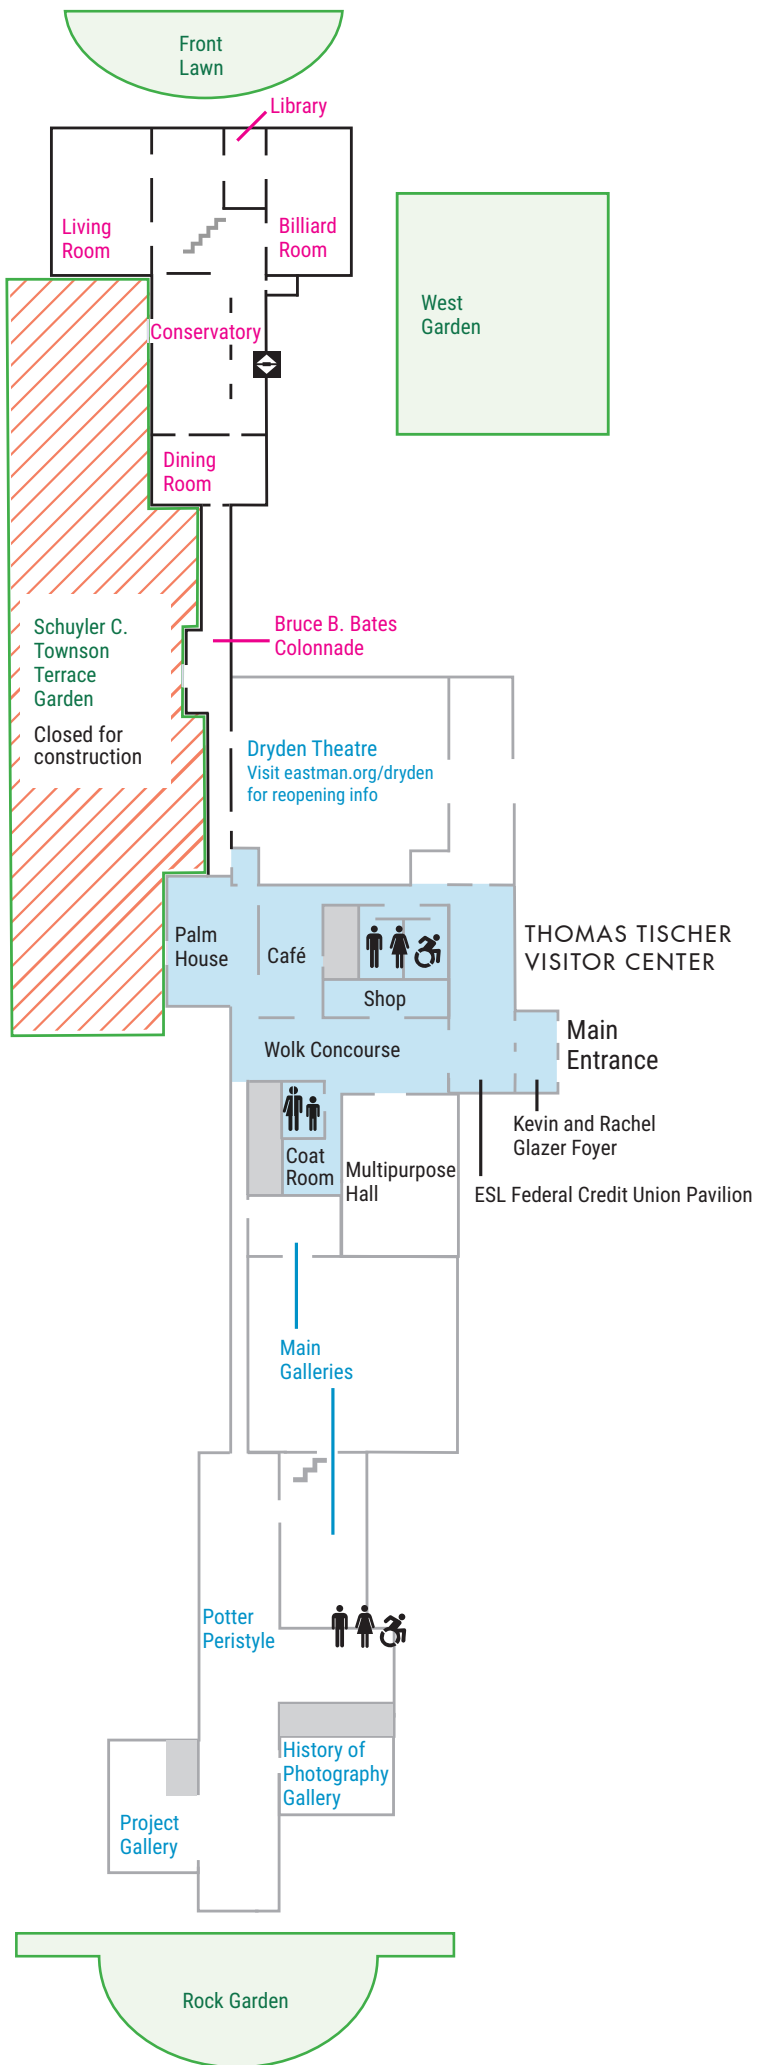 Front
Lawn
Library
Living
Room
Billiard
Room
West
Garden
Conservatory
Dining
Room
Schuyler C.
Townson
Terrace
Garden
Closed for
construction
Bruce B. Bates
Colonnade
Dryden Theatre
Visit eastman.org/dryden
for reopening info
Palm
House
Café
Shop
THOMAS TISCHER
VISITOR CENTER
Wolk Concourse
Main
Entrance
Kevin and Rachel
Glazer Foyer
Coat
Room
Multipurpose
Hall
ESL Federal Credit Union Pavilion
Main
Galleries
Potter
Peristyle
History of
Photography
Gallery
Project
Gallery
Rock Garden